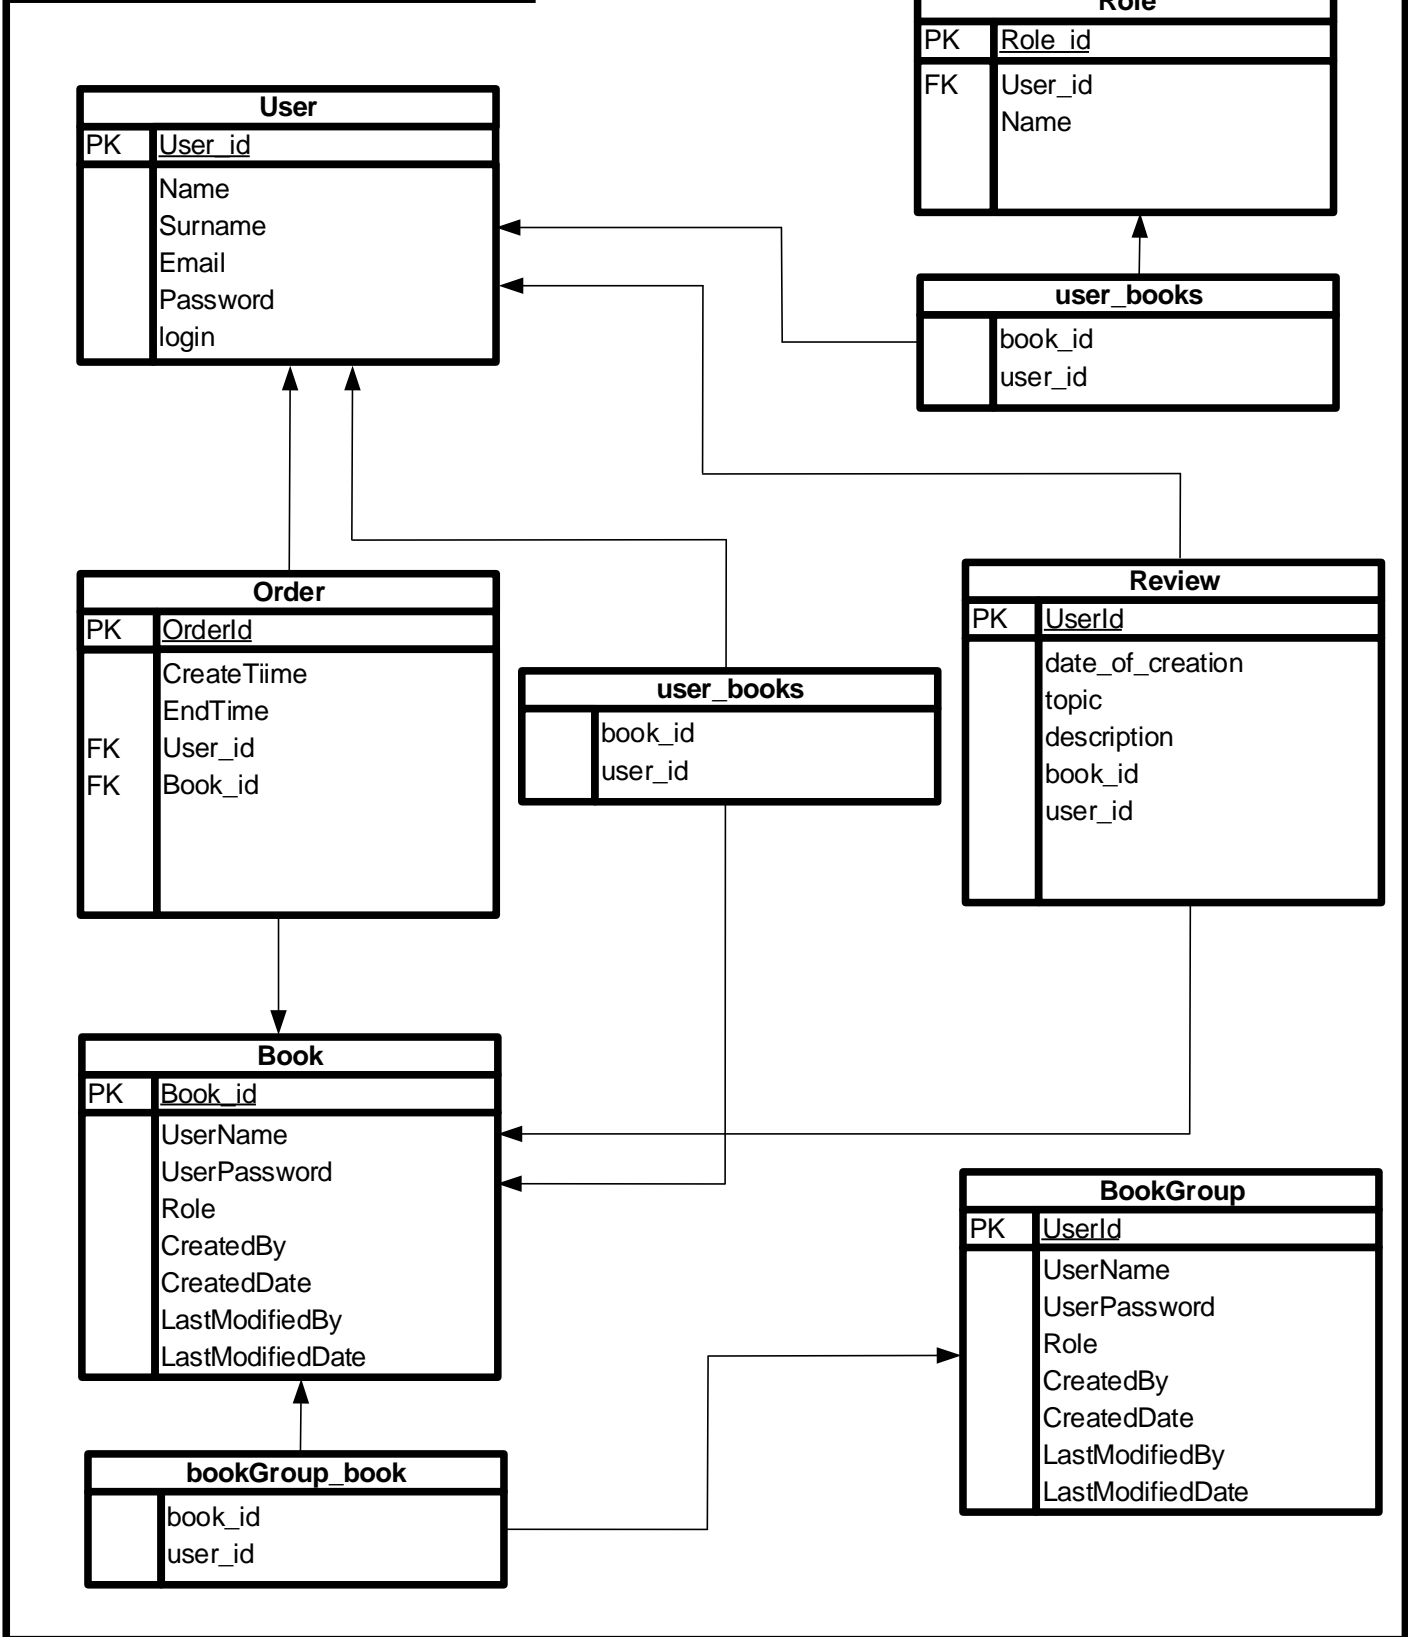 Role
PK Role_id
FK User_id
Name
User
PK User_id
Name
Surname
Email
Password
login
user_books
book_id
user_id
Order
PK OrderId
CreateTiime
EndTime
FK User_id
FK Book_id
user_books
book_id
user_id
Review
PK UserId
date_of_creation
topic
description
book_id
user_id
Book
PK Book_id
UserName
UserPassword
Role
CreatedBy
CreatedDate
LastModifiedBy
LastModifiedDate
BookGroup
PK UserId
UserName
UserPassword
Role
CreatedBy
CreatedDate
LastModifiedBy
LastModifiedDate
bookGroup_book
book_id
user_id